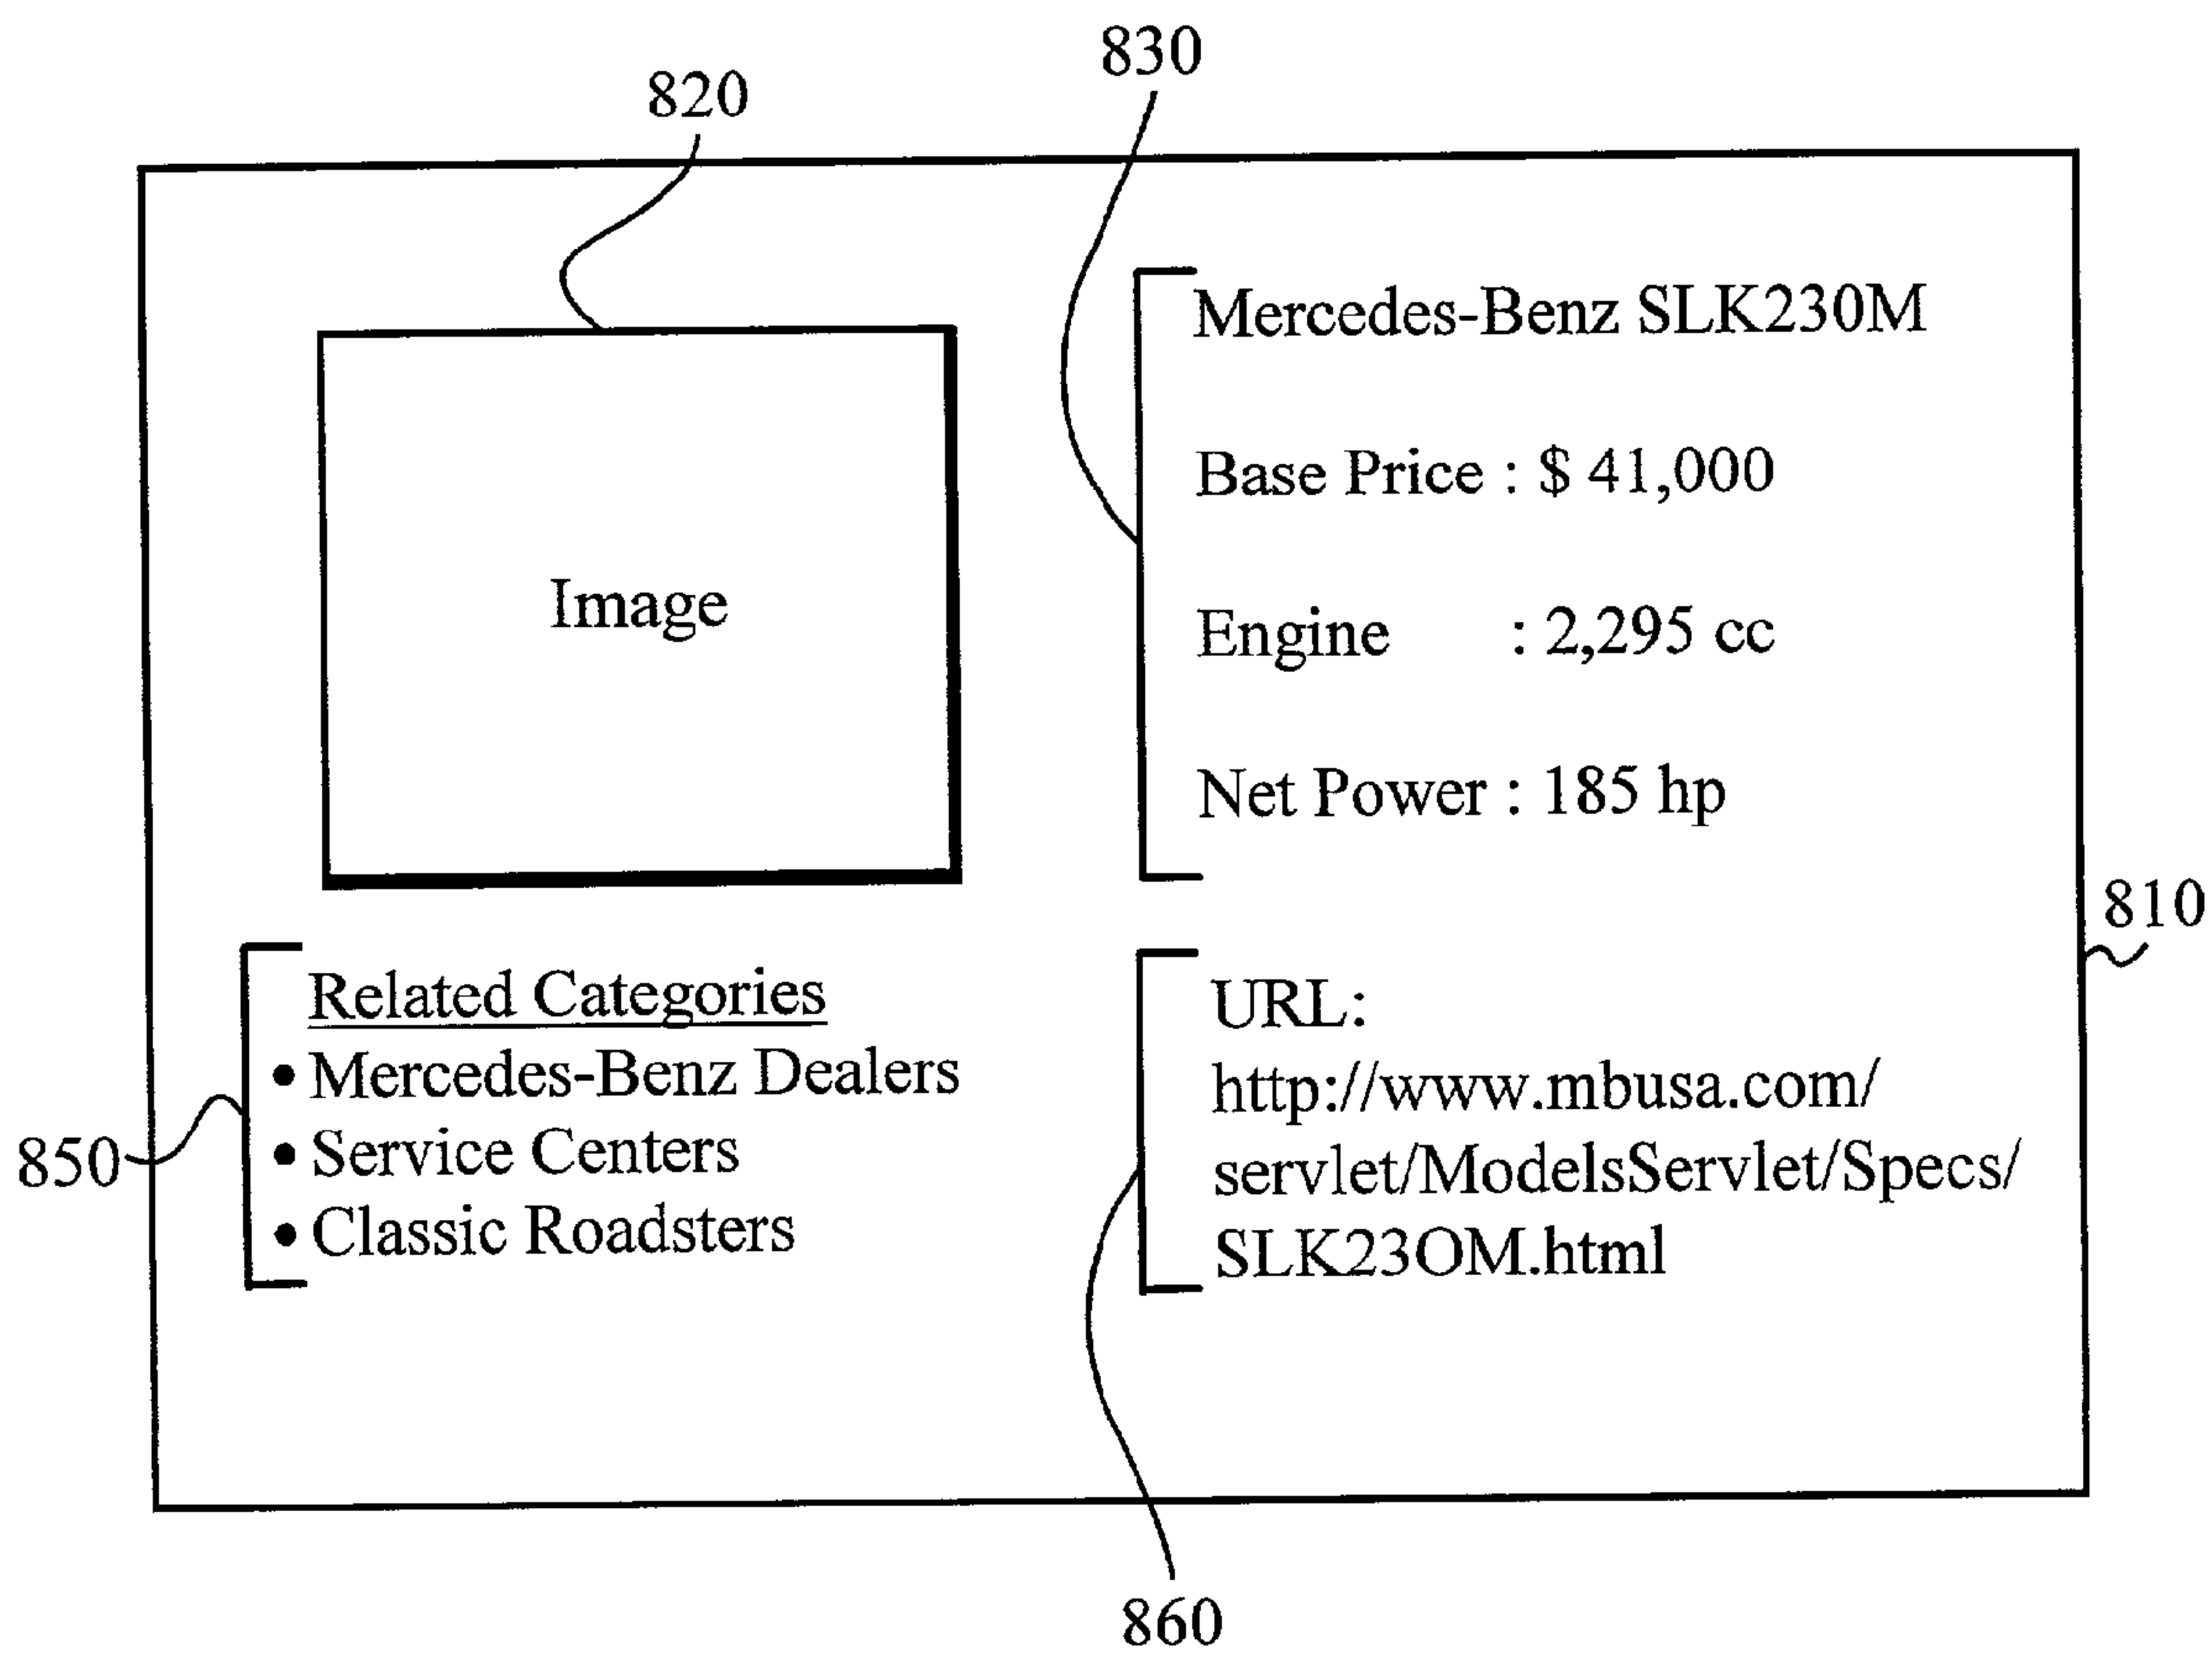 830
820
Mercedes-Benz SLK230M
Base Price : $ 41,000
Image
Engine : 2,295 cc
Net Power : 185 hp
810
Related Categories
• Mercedes-Benz Dealers
• Service Centers
• Classic Roadsters
850
URL:
http://www.mbusa.com/
servlet/ModelsServlet/Specs/
SLK23OM.html
860